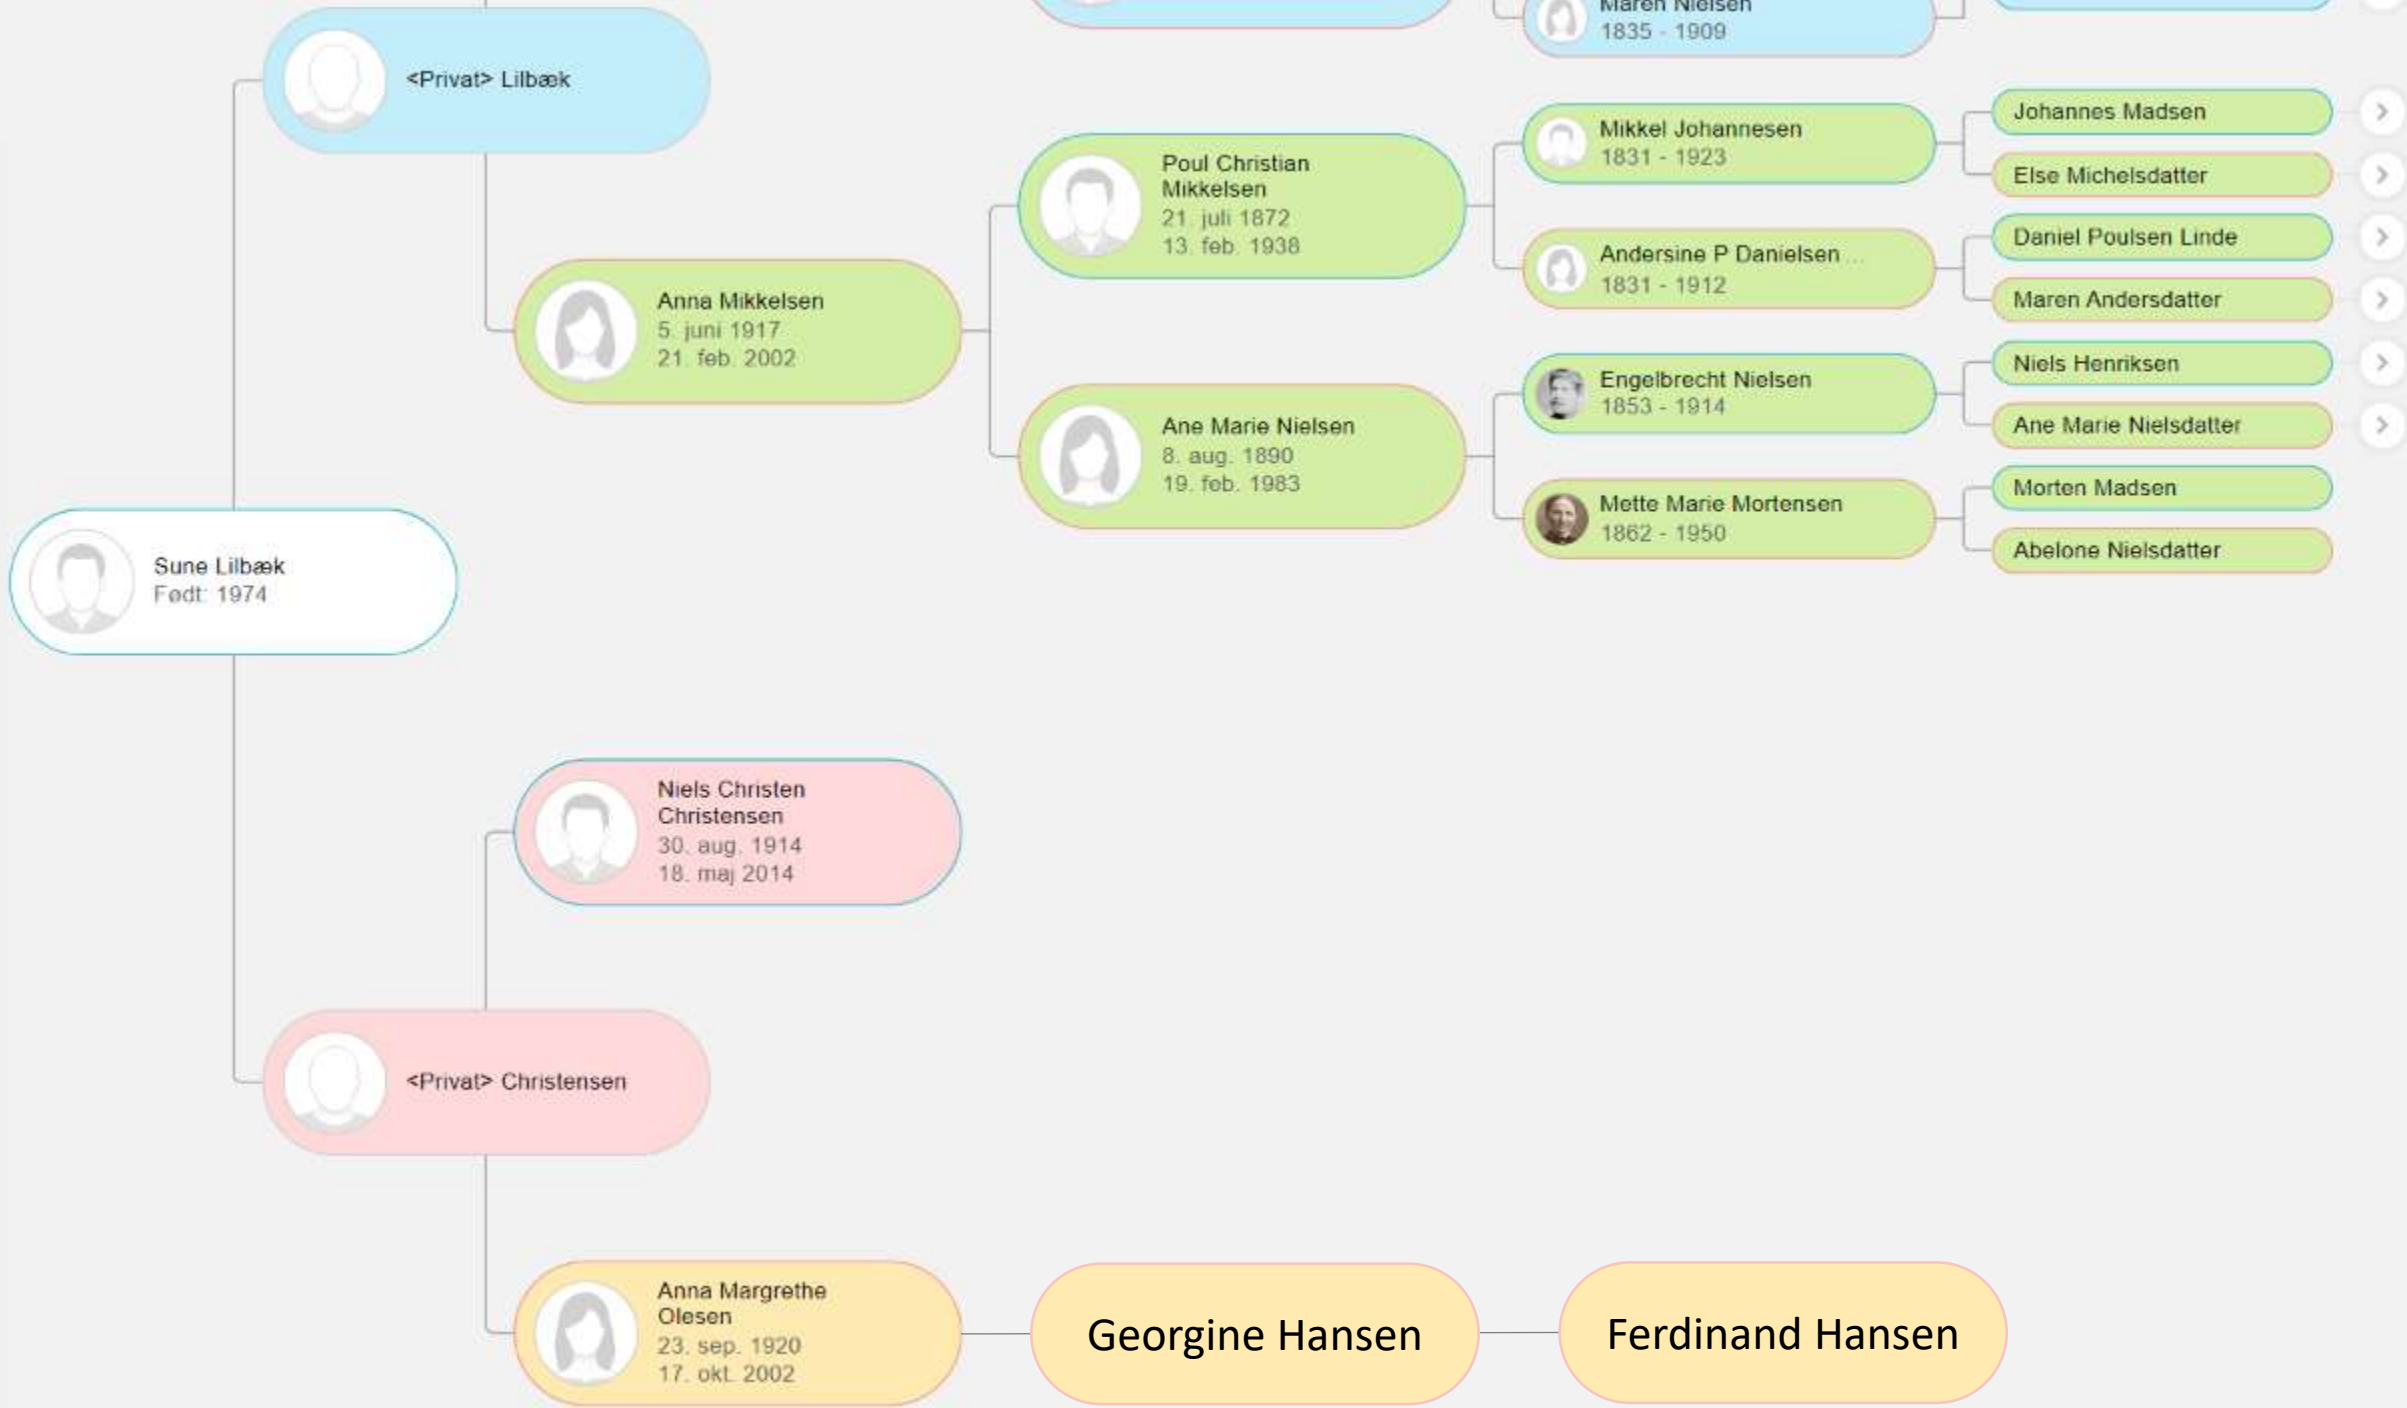 Maren Nielsen
1835 - 1909
<Privat> Lilbæk
Johannes Madsen
Mikkel Johannesen
1831 - 1923
Else Michelsdatter
Poul Christian
Mikkelsen
21. juli 1872
13. feb. 1938
Daniel Poulsen Linde
Andersine P Danielsen ...
1831 - 1912
Maren Andersdatter
Anna Mikkelsen
5. juni 1917
21. feb. 2002
Niels Henriksen
Engelbrecht Nielsen
1853 - 1914
Ane Marie Nielsdatter
Ane Marie Nielsen
8. aug. 1890
19. feb. 1983
Morten Madsen
Mette Marie Mortensen
1862 - 1950
Abelone Nielsdatter
Sune Lilbæk
Født: 1974
Niels Christen
Christensen
30. aug. 1914
18. maj 2014
<Privat> Christensen
Anna Margrethe
Olesen
23. sep. 1920
17. okt. 2002
Georgine Hansen
Ferdinand Hansen